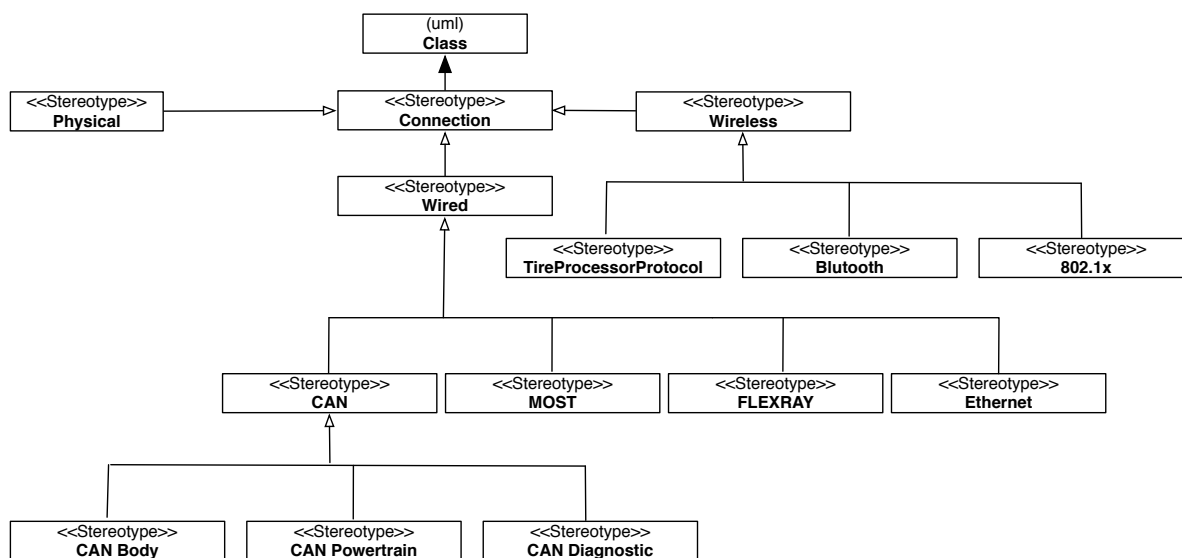 (uml)
Class
<<Stereotype>>
Physical
<<Stereotype>>
Connection
<<Stereotype>>
Wireless
<<Stereotype>>
Wired
<<Stereotype>>
TireProcessorProtocol
<<Stereotype>>
Blutooth
<<Stereotype>>
802.1x
<<Stereotype>>
CAN
<<Stereotype>>
MOST
<<Stereotype>>
FLEXRAY
<<Stereotype>>
Ethernet
<<Stereotype>>
CAN Body
<<Stereotype>>
CAN Powertrain
<<Stereotype>>
CAN Diagnostic